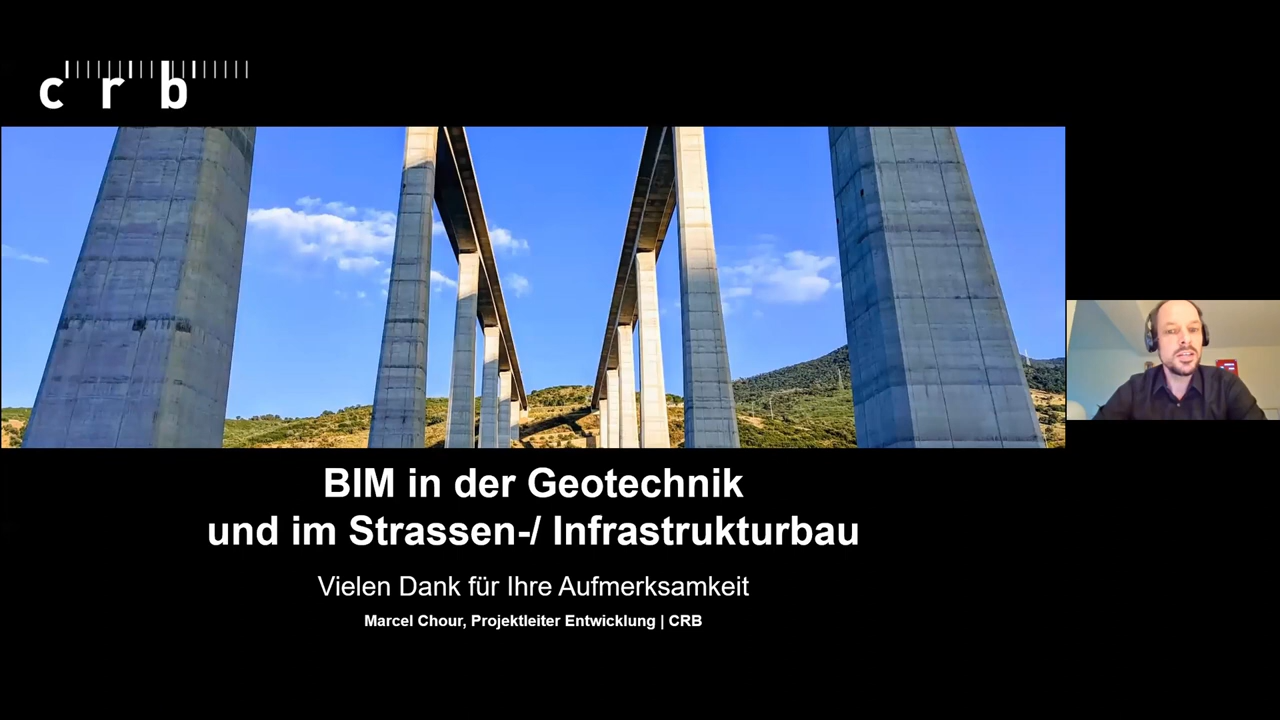 crb
BIM in der Geotechnik
und im Strassen-/ Infrastrukturbau
Vielen Dank für Ihre Aufmerksamkeit
Marcel Chour, Projektleiter Entwicklung | CRB